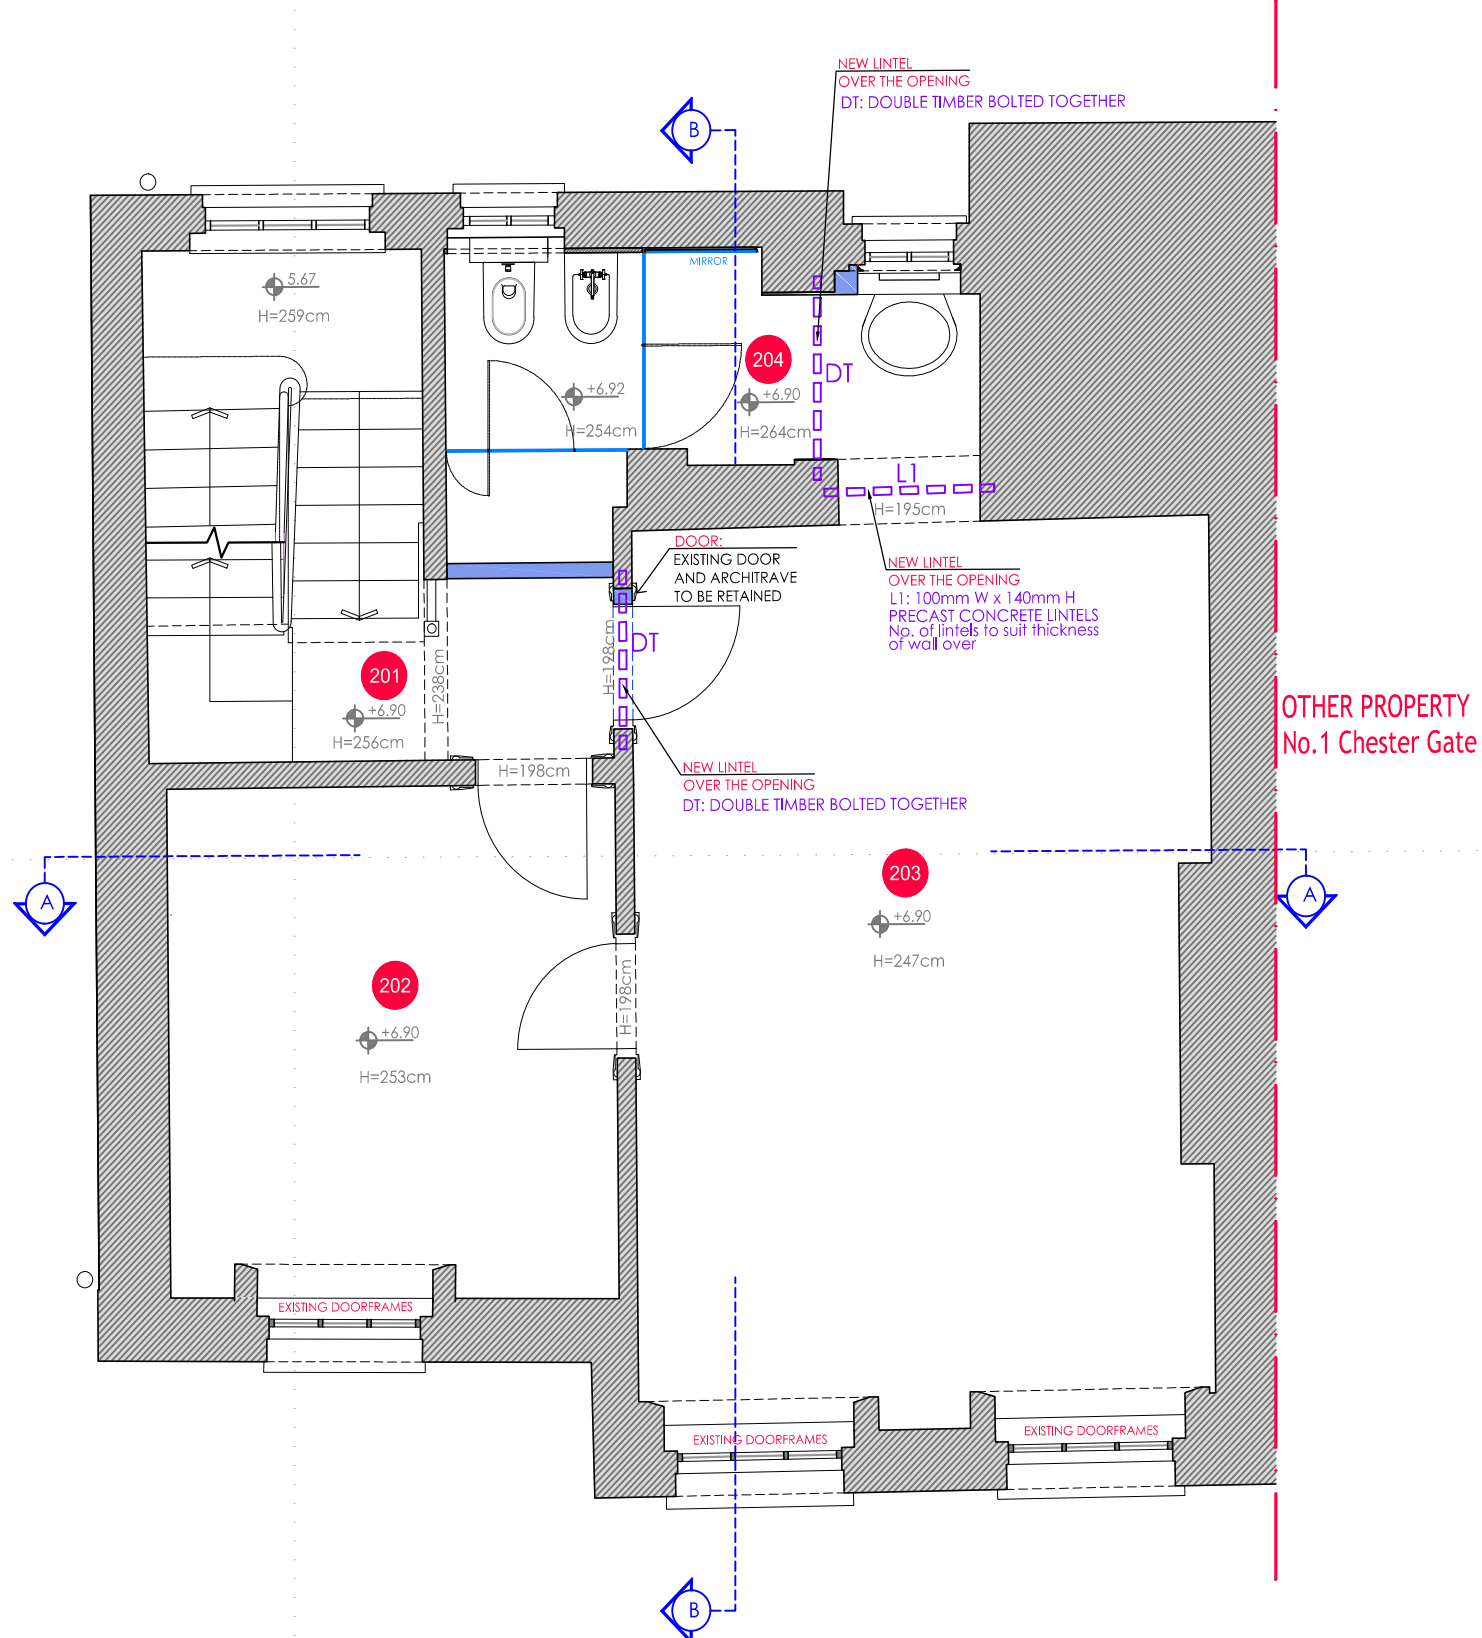 NEW LINTEL
OVER THE OPENING
DT: DOUBLE TIMBER BOLTED TOGETHER
B
MIRROR
5.67
H=259cm
204
DT
+6.92
+6.90
H=254cm
H=264cm
L1
H=195cm
DOOR:
EXISTING DOOR
AND ARCHITRAVE
TO BE RETAINED
NEW LINTEL
OVER THE OPENING
L1: 100mm W x 140mm H
PRECAST CONCRETE LINTELS
No. of lintels to suit thickness
of wall over
H=198cm
DT
201
H=238cm
+6.90
H=256cm
OTHER PROPERTY
No.1 Chester Gate
H=198cm
NEW LINTEL
OVER THE OPENING
DT: DOUBLE TIMBER BOLTED TOGETHER
A
203
A
+6.90
H=247cm
202
H=198cm
+6.90
H=253cm
EXISTING DOORFRAMES
EXISTING DOORFRAMES
EXISTING DOORFRAMES
B